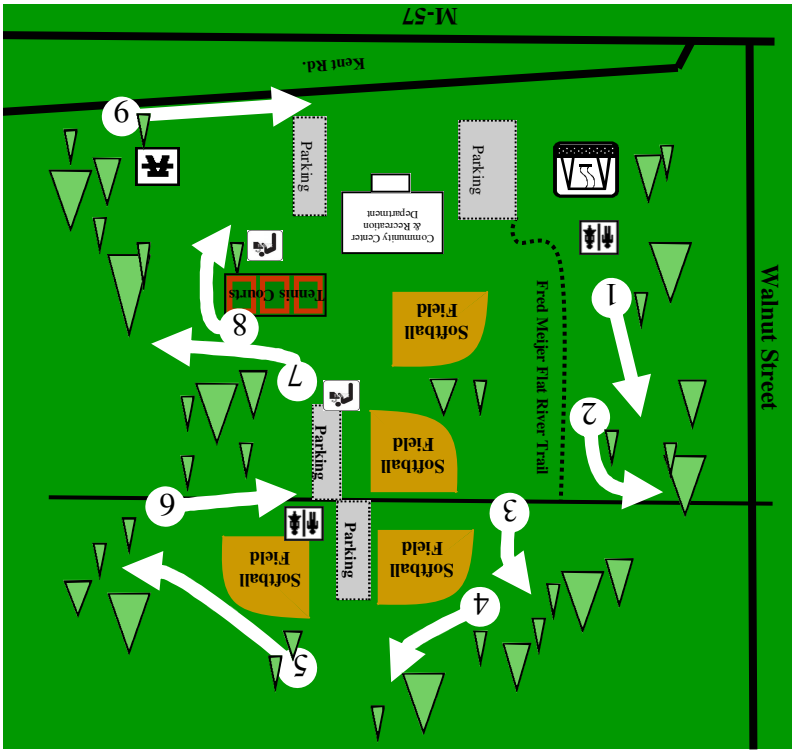 M-57
Kent Rd.
9
Parking
Parking
Community Center
& Recreation
Department
Walnut Street
Fred Meijer Flat River Trail
1
Tennis Courts
8
Softball
Field
7
2
Parking
Softball
Field
6
3
Parking
Softball
Field
Softball
Field
4
5